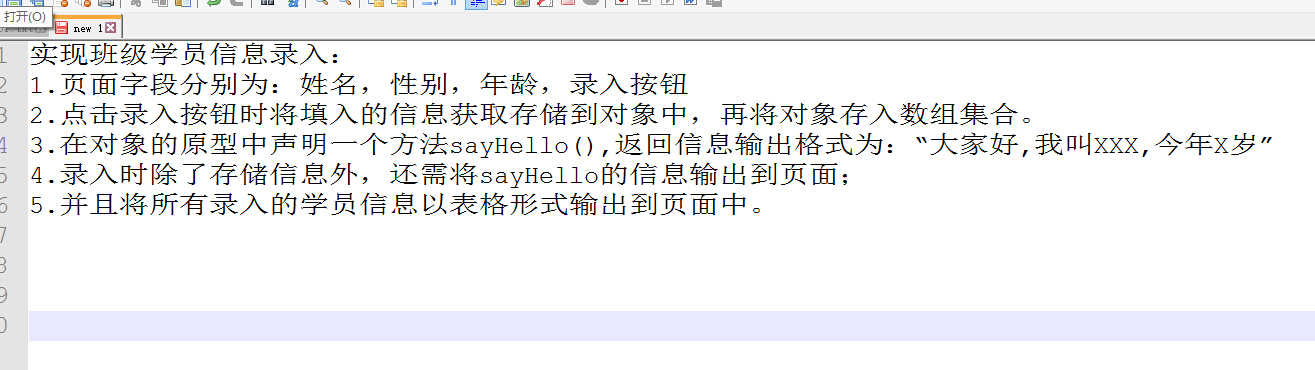 打开(O)
new 1
1 实现班级学员信息录入：
2 1.页面字段分别为：姓名，性别，年龄，录入按钮
3 2.点击录入按钮时将填入的信息获取存储到对象中，再将对象存入数组集合。
4 3.在对象的原型中声明一个方法sayHello(),返回信息输出格式为：“大家好,我叫XXX,今年X岁”
5 4.录入时除了存储信息外，还需将sayHello的信息输出到页面；
6 5.并且将所有录入的学员信息以表格形式输出到页面中。
7
8
9
0